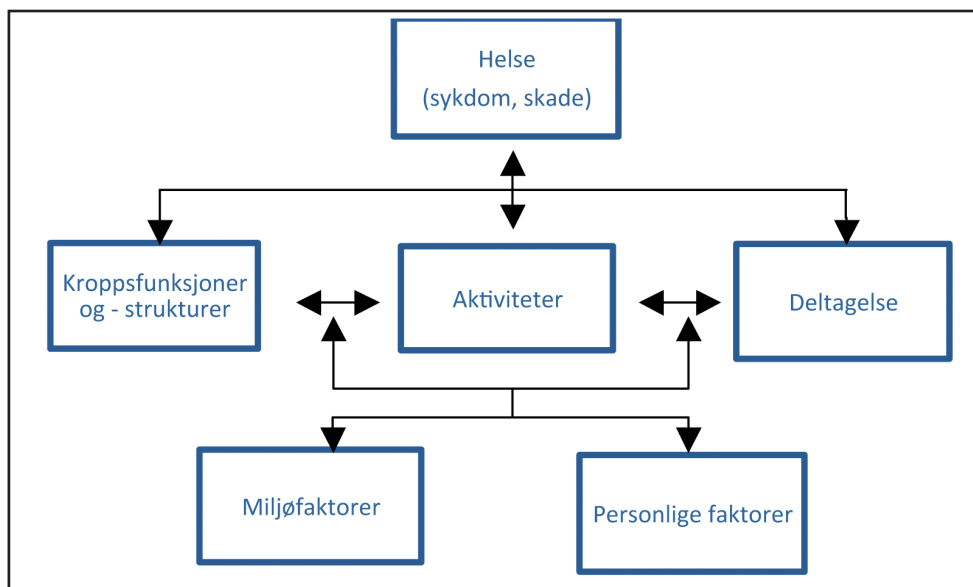 Helse
(sykdom, skade)
Kroppsfunksjoner
og - strukturer
Aktiviteter
Deltagelse
Miljøfaktorer
Personlige faktorer